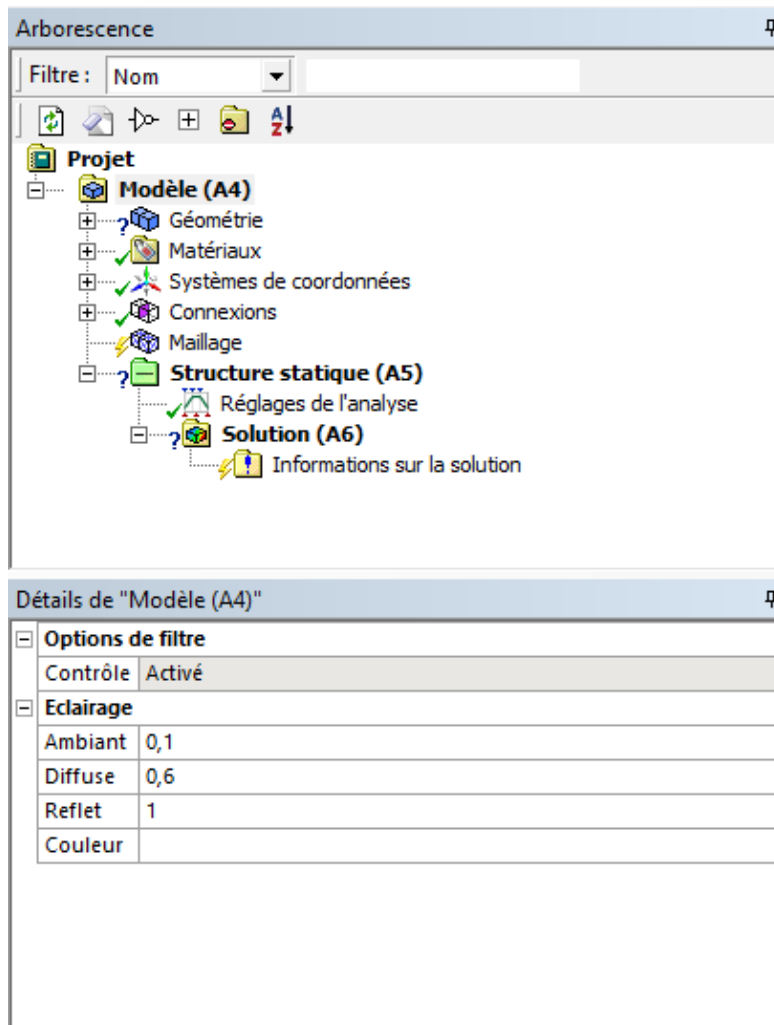 Arborescence
Filtre : Nom
Projet
Modèle (A4)
Géométrie
Matériaux
Systèmes de coordonnées
Connexions
Maillage
Structure statique (A5)
Réglages de l'analyse
Solution (A6)
Informations sur la solution
Détails de "Modèle (A4)"
Options de filtre
Contrôle Activé
Eclairage
Ambiant 0,1
Diffuse 0,6
Reflet 1
Couleur